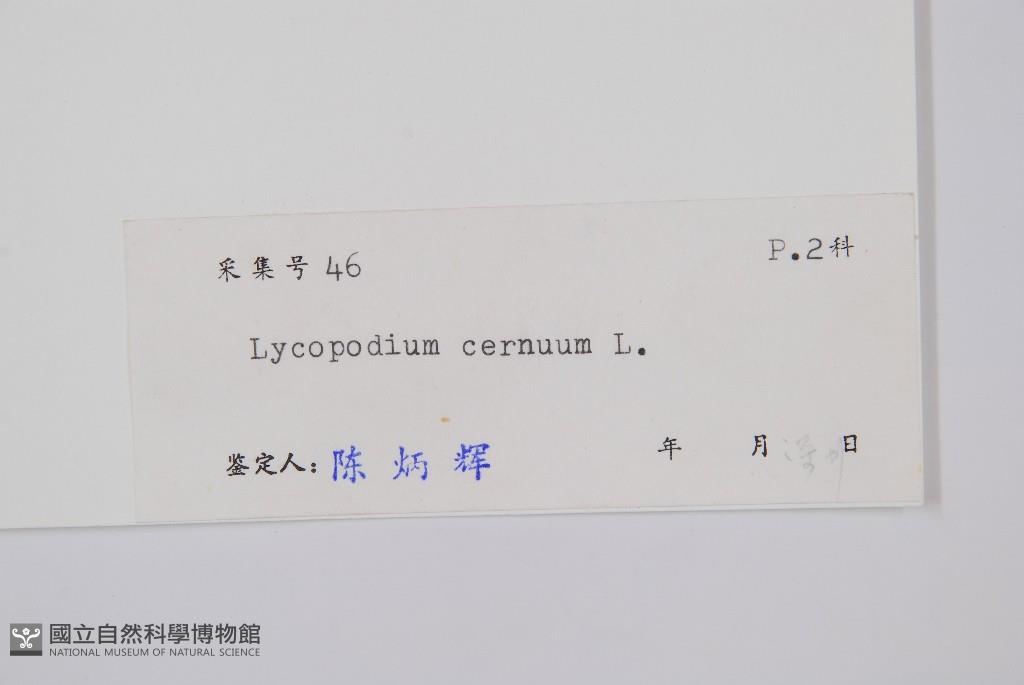 采集号 46 P.2科
Lycopodium cernuum L.
鉴定人: 陈炳辉 年 月 日
國立自然科學博物館
NATIONAL MUSEUM OF NATURAL SCIENCE